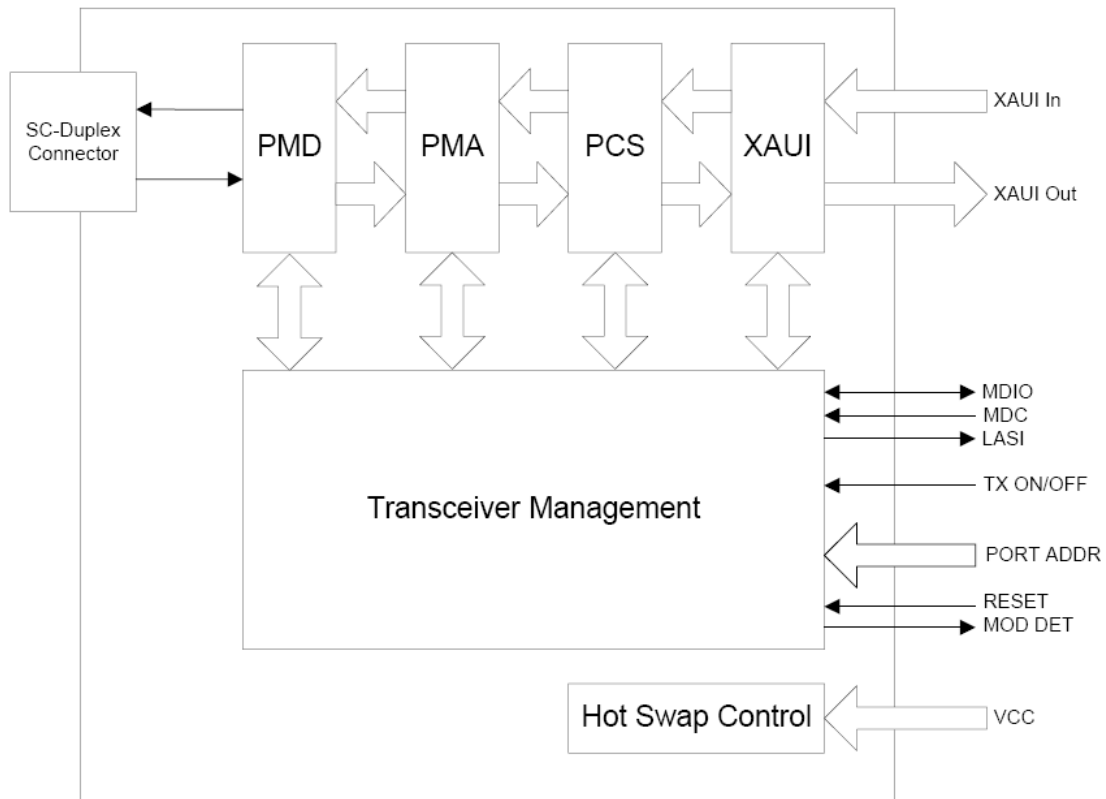 SC-Duplex
Connector
PMD
PMA
PCS
XAUI
XAUI In
XAUI Out
Transceiver Management
MDIO
MDC
LASI
TX ON/OFF
PORT ADDR
RESET
MOD DET
Hot Swap Control
VCC